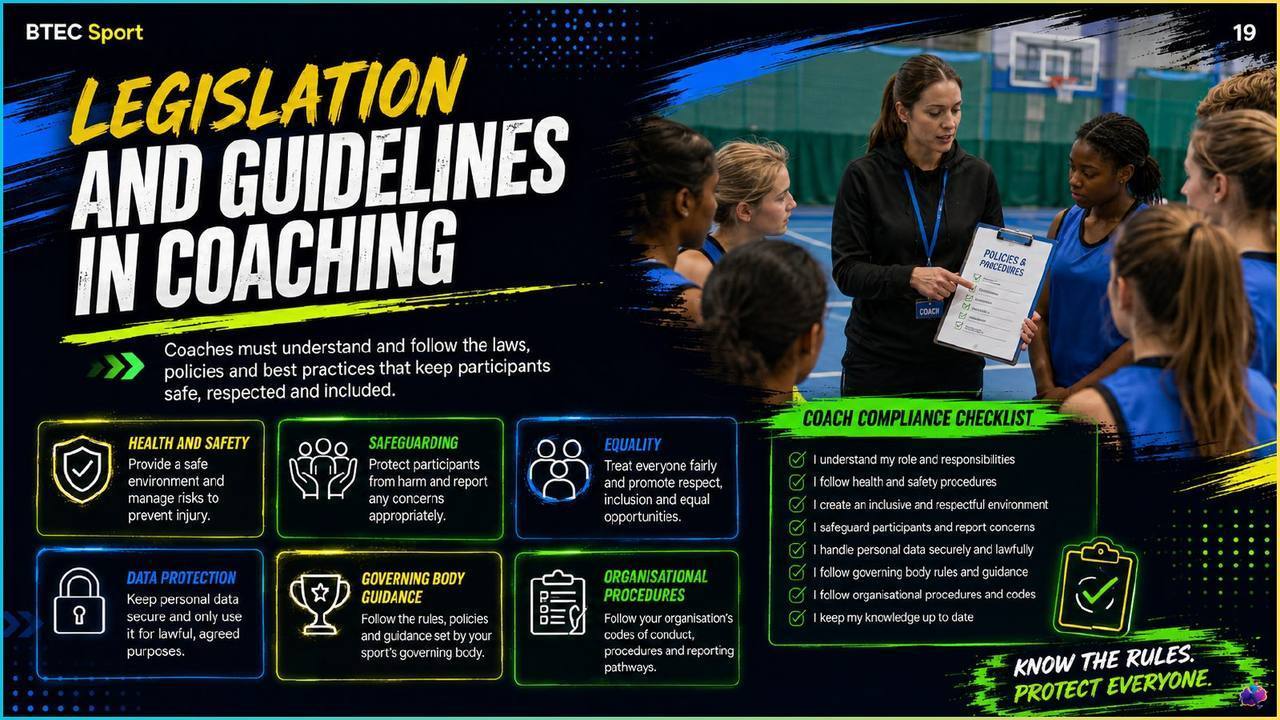 BTEC Sport
19
LEGISLATION
AND GUIDELINES
IN COACHING
Coaches must understand and follow the laws,
policies and best practices that keep participants
safe, respected and included.
POLICIES &
PROCEDURES
COACH
HEALTH AND SAFETY
Provide a safe
environment and
manage risks to
prevent injury.
SAFEGUARDING
Protect participants
from harm and report
any concerns
appropriately.
EQUALITY
Treat everyone fairly
and promote respect,
inclusion and equal
opportunities.
DATA PROTECTION
Keep personal data
secure and only use
it for lawful, agreed
purposes.
GOVERNING BODY
GUIDANCE
Follow the rules, policies
and guidance set by your
sport's governing body.
ORGANISATIONAL
PROCEDURES
Follow your organisation's
codes of conduct,
procedures and reporting
pathways.
COACH COMPLIANCE CHECKLIST
I understand my role and responsibilities
I follow health and safety procedures
I create an inclusive and respectful environment
I safeguard participants and report concerns
I handle personal data securely and lawfully
I follow governing body rules and guidance
I follow organisational procedures and codes
I keep my knowledge up to date
KNOW THE RULES.
PROTECT EVERYONE.